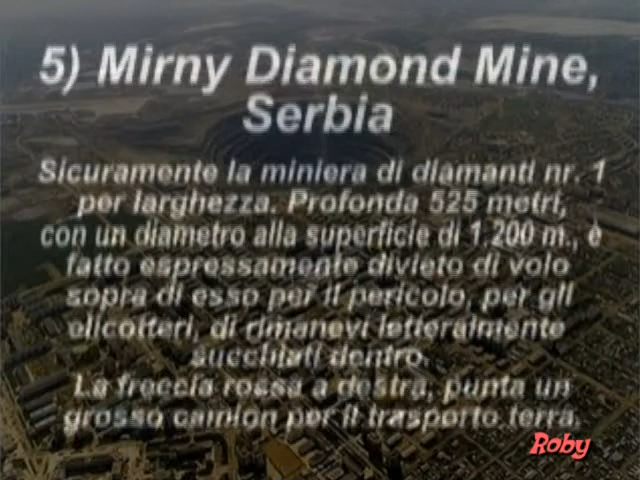 5) Mirny Diamond Mine,
Serbia
Sicuramente la miniera di diamanti nr. 1
per larghezza. Profonda 525 metri,
con un diametro alla superficie di 1.200 m., è
fatto espressamente divieto di volo
sopra di esso per il pericolo, per gli
elicotteri, di rimanevi letteralmente
succhiati dentro.
La freccia rossa a destra, punta un
grosso camion per il trasporto terra.
Roby